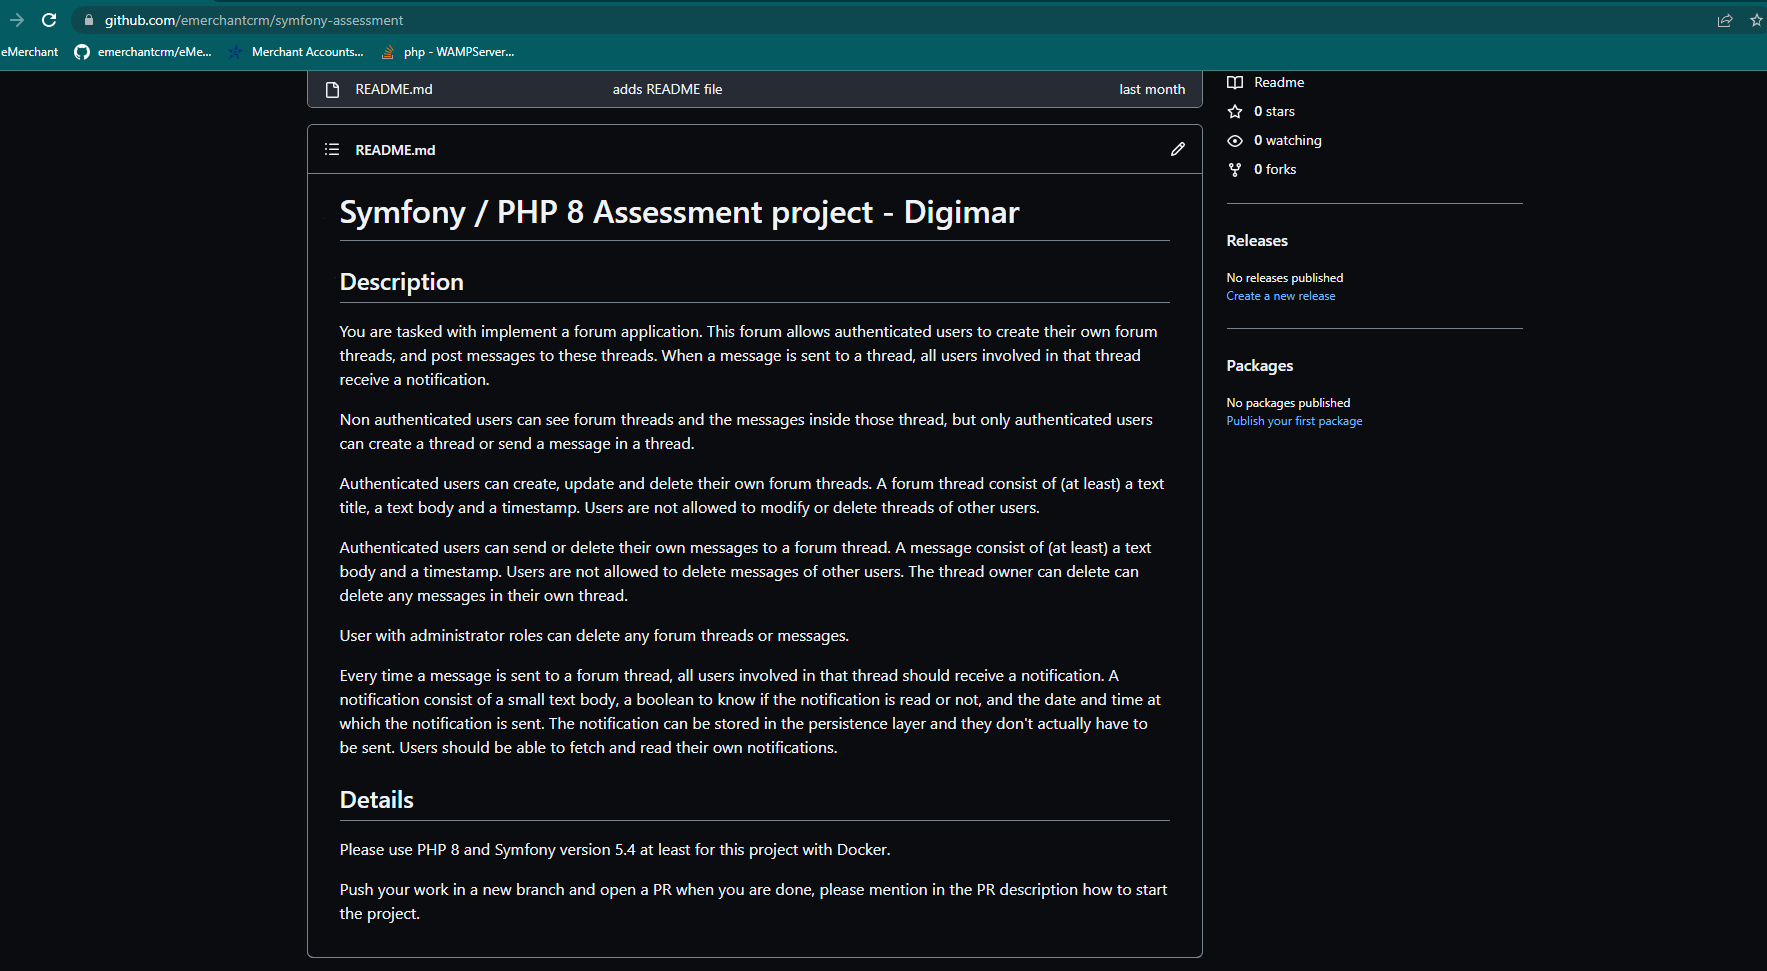 github.com/emerchantcrm/symfony-assessment
eMerchant
emerchantcrm/eMe...
Merchant Accounts...
php - WAMPServer...
README.md
adds README file
last month
README.md
Symfony / PHP 8 Assessment project - Digimar
Description
You are tasked with implement a forum application. This forum allows authenticated users to create their own forum
threads, and post messages to these threads. When a message is sent to a thread, all users involved in that thread
receive a notification.
Non authenticated users can see forum threads and the messages inside those thread, but only authenticated users
can create a thread or send a message in a thread.
Authenticated users can create, update and delete their own forum threads. A forum thread consist of (at least) a text
title, a text body and a timestamp. Users are not allowed to modify or delete threads of other users.
Authenticated users can send or delete their own messages to a forum thread. A message consist of (at least) a text
body and a timestamp. Users are not allowed to delete messages of other users. The thread owner can delete can
delete any messages in their own thread.
User with administrator roles can delete any forum threads or messages.
Every time a message is sent to a forum thread, all users involved in that thread should receive a notification. A
notification consist of a small text body, a boolean to know if the notification is read or not, and the date and time at
which the notification is sent. The notification can be stored in the persistence layer and they don't actually have to
be sent. Users should be able to fetch and read their own notifications.
Details
Please use PHP 8 and Symfony version 5.4 at least for this project with Docker.
Push your work in a new branch and open a PR when you are done, please mention in the PR description how to start
the project.
Readme
0 stars
0 watching
0 forks
Releases
No releases published
Create a new release
Packages
No packages published
Publish your first package